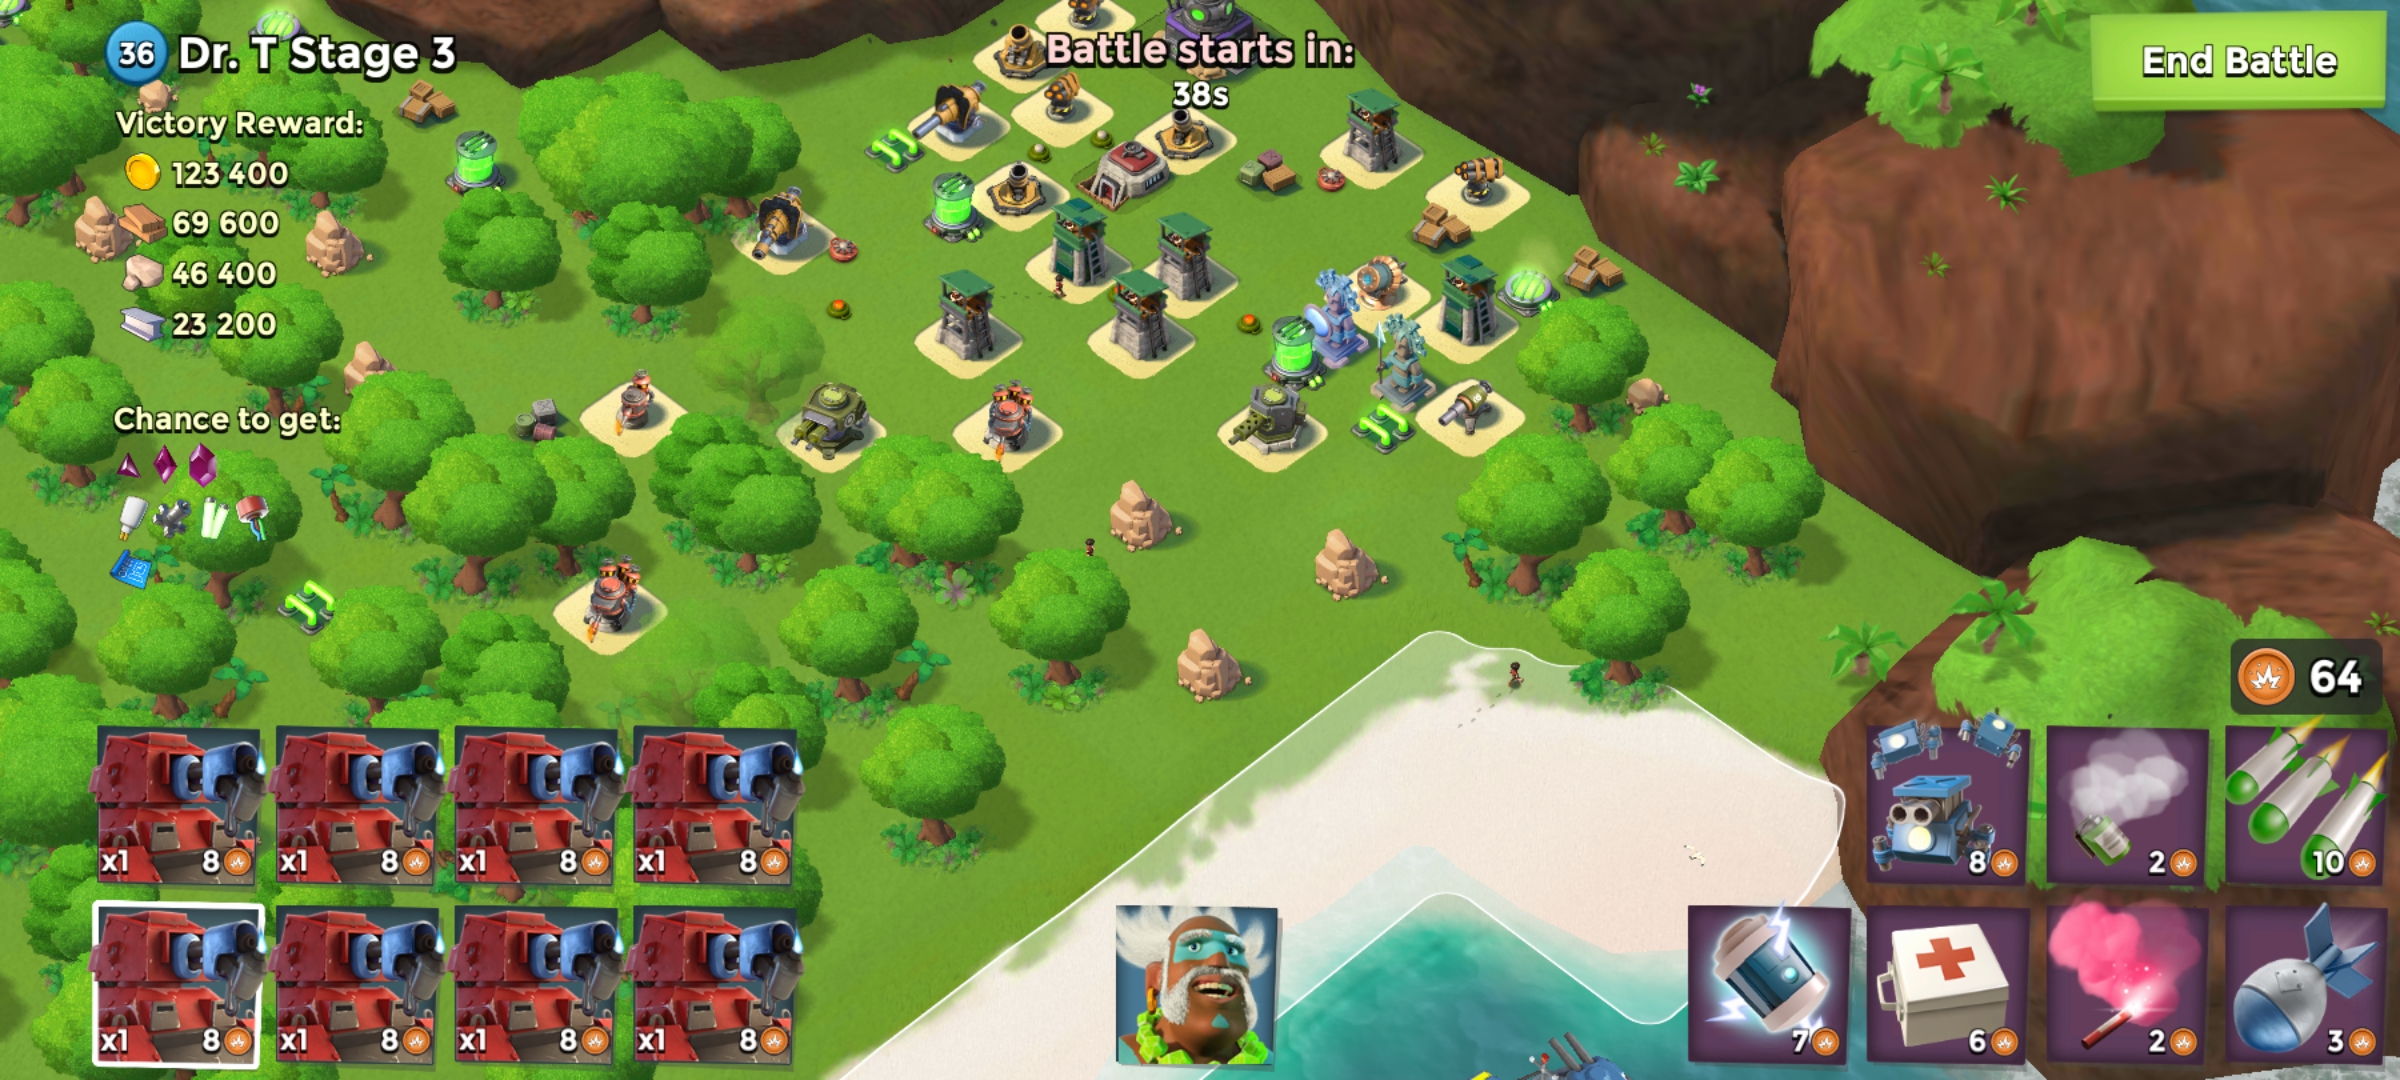 36 Dr. T Stage 3
Battle starts in:
38s
End Battle
Victory Reward:
123 400
69 600
46 400
23 200
Chance to get:
64
x1 8
x1 8
x1 8
x1 8
8
2
10
x1 8
x1 8
x1 8
x1 8
7
6
2
3